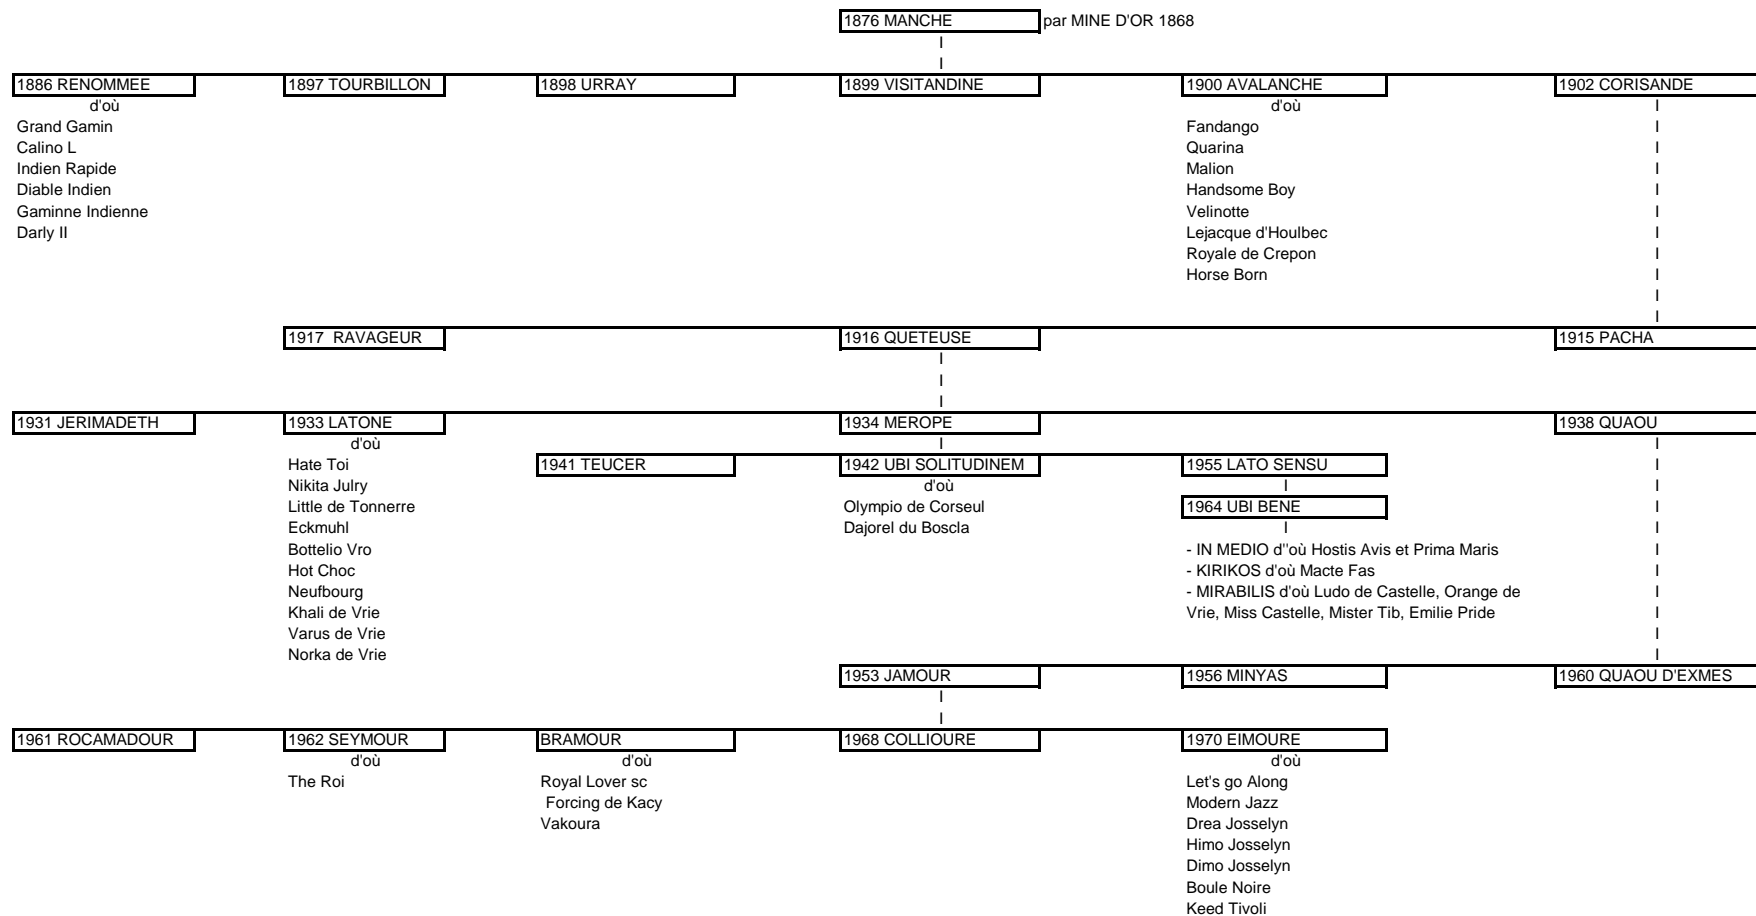 1876 MANCHE par MINE D'OR 1868
1886 RENOMMEE 1897 TOURBILLON 1898 URRAY 1899 VISITANDINE 1900 AVALANCHE 1902 CORISANDE
d'où d'où
Grand Gamin Fandango
Calino L Quarina
Indien Rapide Malion
Diable Indien Handsome Boy
Gaminne Indienne Velinotte
Darly II Lejacque d'Houlbec
Royale de Crepon
Horse Born
1917 RAVAGEUR 1916 QUETEUSE 1915 PACHA
1931 JERIMADETH 1933 LATONE 1934 MEROPE 1938 QUAOU
d'où
Hate Toi 1941 TEUCER 1942 UBI SOLITUDINEM 1955 LATO SENSU
Nikita Julry d'où
Little de Tonnerre Olympio de Corseul 1964 UBI BENE
Eckmuhl Dajorel du Boscla
Bottelio Vro - IN MEDIO d''où Hostis Avis et Prima Maris
Hot Choc - KIRIKOS d'où Macte Fas
Neufbourg - MIRABILIS d'où Ludo de Castelle, Orange de
Khali de Vrie Vrie, Miss Castelle, Mister Tib, Emilie Pride
Varus de Vrie
Norka de Vrie
1953 JAMOUR 1956 MINYAS 1960 QUAOU D'EXMES
1961 ROCAMADOUR 1962 SEYMOUR BRAMOUR 1968 COLLIOURE 1970 EIMOURE
d'où d'où d'où
The Roi Royal Lover sc Let's go Along
Forcing de Kacy Modern Jazz
Vakoura Drea Josselyn
Himo Josselyn
Dimo Josselyn
Boule Noire
Keed Tivoli